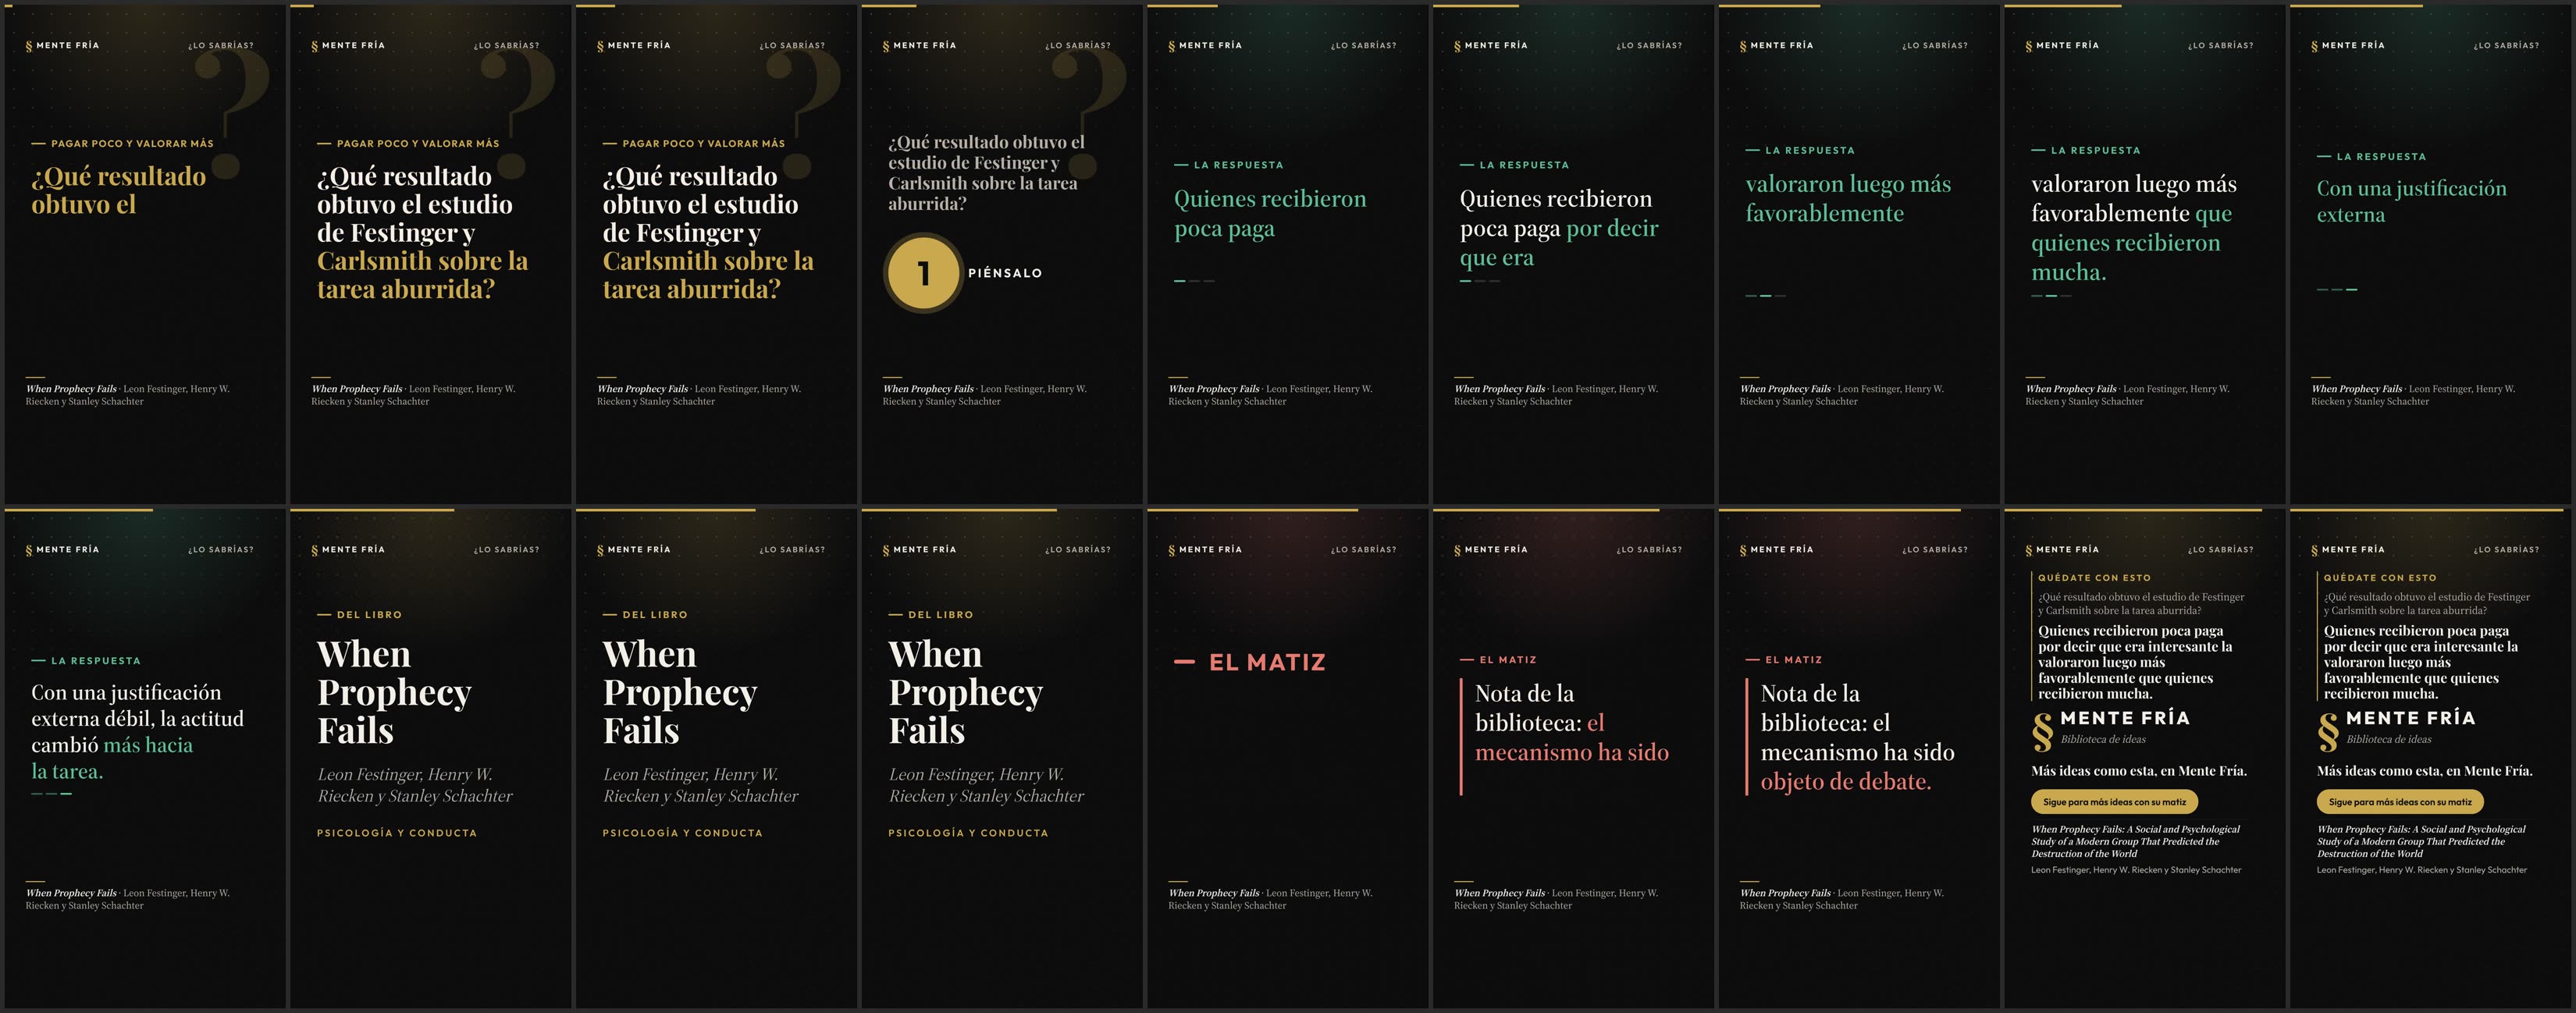 § MENTE FRÍA
¿LO SABRÍAS?
?
PAGAR POCO Y VALORAR MÁS
¿Qué resultado
obtuvo el
When Prophecy Fails · Leon Festinger, Henry W.
Riecken y Stanley Schachter
§ MENTE FRÍA
¿LO SABRÍAS?
?
PAGAR POCO Y VALORAR MÁS
¿Qué resultado
obtuvo el estudio
de Festinger y
Carlsmith sobre la
tarea aburrida?
When Prophecy Fails · Leon Festinger, Henry W.
Riecken y Stanley Schachter
§ MENTE FRÍA
¿LO SABRÍAS?
?
PAGAR POCO Y VALORAR MÁS
¿Qué resultado
obtuvo el estudio
de Festinger y
Carlsmith sobre la
tarea aburrida?
When Prophecy Fails · Leon Festinger, Henry W.
Riecken y Stanley Schachter
§ MENTE FRÍA
¿LO SABRÍAS?
?
¿Qué resultado obtuvo el
estudio de Festinger y
Carlsmith sobre la tarea
aburrida?
1 PIÉNSALO
When Prophecy Fails · Leon Festinger, Henry W.
Riecken y Stanley Schachter
§ MENTE FRÍA
¿LO SABRÍAS?
LA RESPUESTA
Quienes recibieron
poca paga
When Prophecy Fails · Leon Festinger, Henry W.
Riecken y Stanley Schachter
§ MENTE FRÍA
¿LO SABRÍAS?
LA RESPUESTA
Quienes recibieron
poca paga por decir
que era
When Prophecy Fails · Leon Festinger, Henry W.
Riecken y Stanley Schachter
§ MENTE FRÍA
¿LO SABRÍAS?
LA RESPUESTA
valoraron luego más
favorablemente
When Prophecy Fails · Leon Festinger, Henry W.
Riecken y Stanley Schachter
§ MENTE FRÍA
¿LO SABRÍAS?
LA RESPUESTA
valoraron luego más
favorablemente que
quienes recibieron
mucha.
When Prophecy Fails · Leon Festinger, Henry W.
Riecken y Stanley Schachter
§ MENTE FRÍA
¿LO SABRÍAS?
LA RESPUESTA
Con una justificación
externa
When Prophecy Fails · Leon Festinger, Henry W.
Riecken y Stanley Schachter
§ MENTE FRÍA
¿LO SABRÍAS?
LA RESPUESTA
Con una justificación
externa débil, la actitud
cambió más hacia
la tarea.
When Prophecy Fails · Leon Festinger, Henry W.
Riecken y Stanley Schachter
§ MENTE FRÍA
¿LO SABRÍAS?
DEL LIBRO
When
Prophecy
Fails
Leon Festinger, Henry W.
Riecken y Stanley Schachter
PSICOLOGÍA Y CONDUCTA
§ MENTE FRÍA
¿LO SABRÍAS?
DEL LIBRO
When
Prophecy
Fails
Leon Festinger, Henry W.
Riecken y Stanley Schachter
PSICOLOGÍA Y CONDUCTA
§ MENTE FRÍA
¿LO SABRÍAS?
DEL LIBRO
When
Prophecy
Fails
Leon Festinger, Henry W.
Riecken y Stanley Schachter
PSICOLOGÍA Y CONDUCTA
§ MENTE FRÍA
¿LO SABRÍAS?
EL MATIZ
When Prophecy Fails · Leon Festinger, Henry W.
Riecken y Stanley Schachter
§ MENTE FRÍA
¿LO SABRÍAS?
EL MATIZ
Nota de la
biblioteca: el
mecanismo ha sido
When Prophecy Fails · Leon Festinger, Henry W.
Riecken y Stanley Schachter
§ MENTE FRÍA
¿LO SABRÍAS?
EL MATIZ
Nota de la
biblioteca: el
mecanismo ha sido
objeto de debate.
When Prophecy Fails · Leon Festinger, Henry W.
Riecken y Stanley Schachter
§ MENTE FRÍA
¿LO SABRÍAS?
QUÉDATE CON ESTO
¿Qué resultado obtuvo el estudio de Festinger
y Carlsmith sobre la tarea aburrida?
Quienes recibieron poca paga
por decir que era interesante la
valoraron luego más
favorablemente que quienes
recibieron mucha.
§ MENTE FRÍA
Biblioteca de ideas
Más ideas como esta, en Mente Fría.
Sigue para más ideas con su matiz
When Prophecy Fails: A Social and Psychological
Study of a Modern Group That Predicted the
Destruction of the World
Leon Festinger, Henry W. Riecken y Stanley Schachter
§ MENTE FRÍA
¿LO SABRÍAS?
QUÉDATE CON ESTO
¿Qué resultado obtuvo el estudio de Festinger
y Carlsmith sobre la tarea aburrida?
Quienes recibieron poca paga
por decir que era interesante la
valoraron luego más
favorablemente que quienes
recibieron mucha.
§ MENTE FRÍA
Biblioteca de ideas
Más ideas como esta, en Mente Fría.
Sigue para más ideas con su matiz
When Prophecy Fails: A Social and Psychological
Study of a Modern Group That Predicted the
Destruction of the World
Leon Festinger, Henry W. Riecken y Stanley Schachter